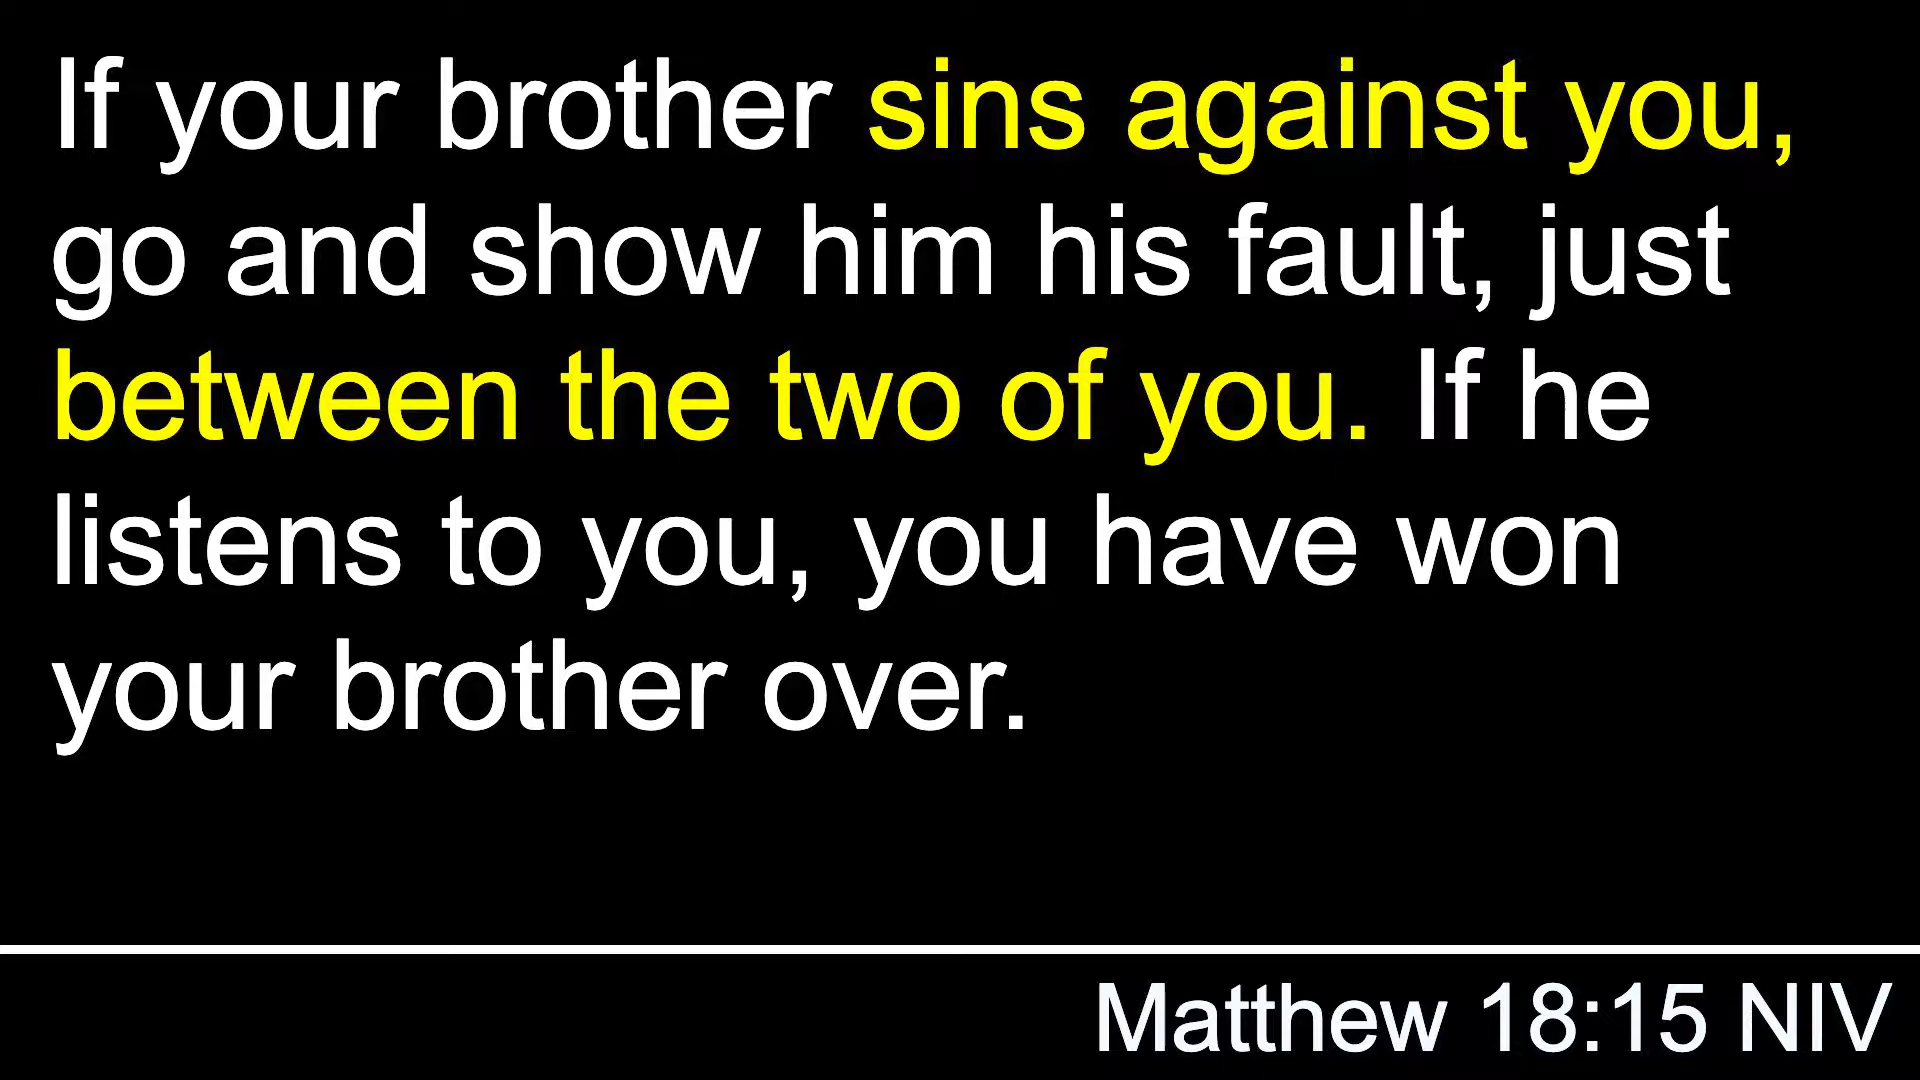 If your brother sins against you,
go and show him his fault, just
between the two of you. If he
listens to you, you have won
your brother over.
Matthew 18:15 NIV